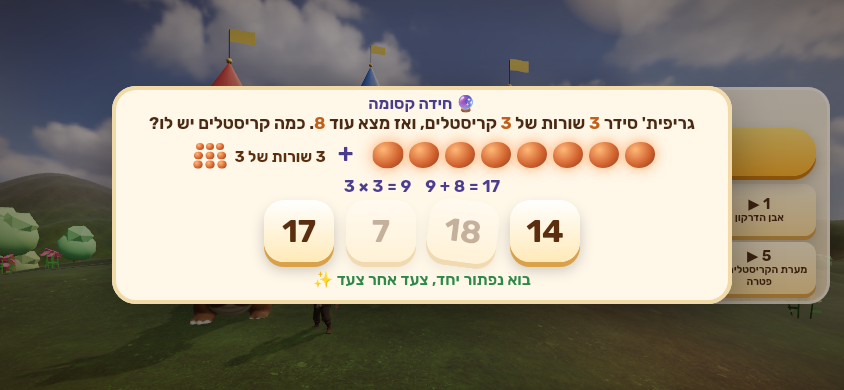 🔮 חידה קסומה
גריפית' סידר 3 שורות של 3 קריסטלים, ואז מצא עוד 8. כמה קריסטלים יש לו?
3 שורות של 3 +
3 × 3 = 9 9 + 8 = 17
17 7 18 14
בוא נפתור יחד, צעד אחר צעד ✨
1 ▶
אבן הדרקון
5 ▶
מערת הקריסטלי
פטרה